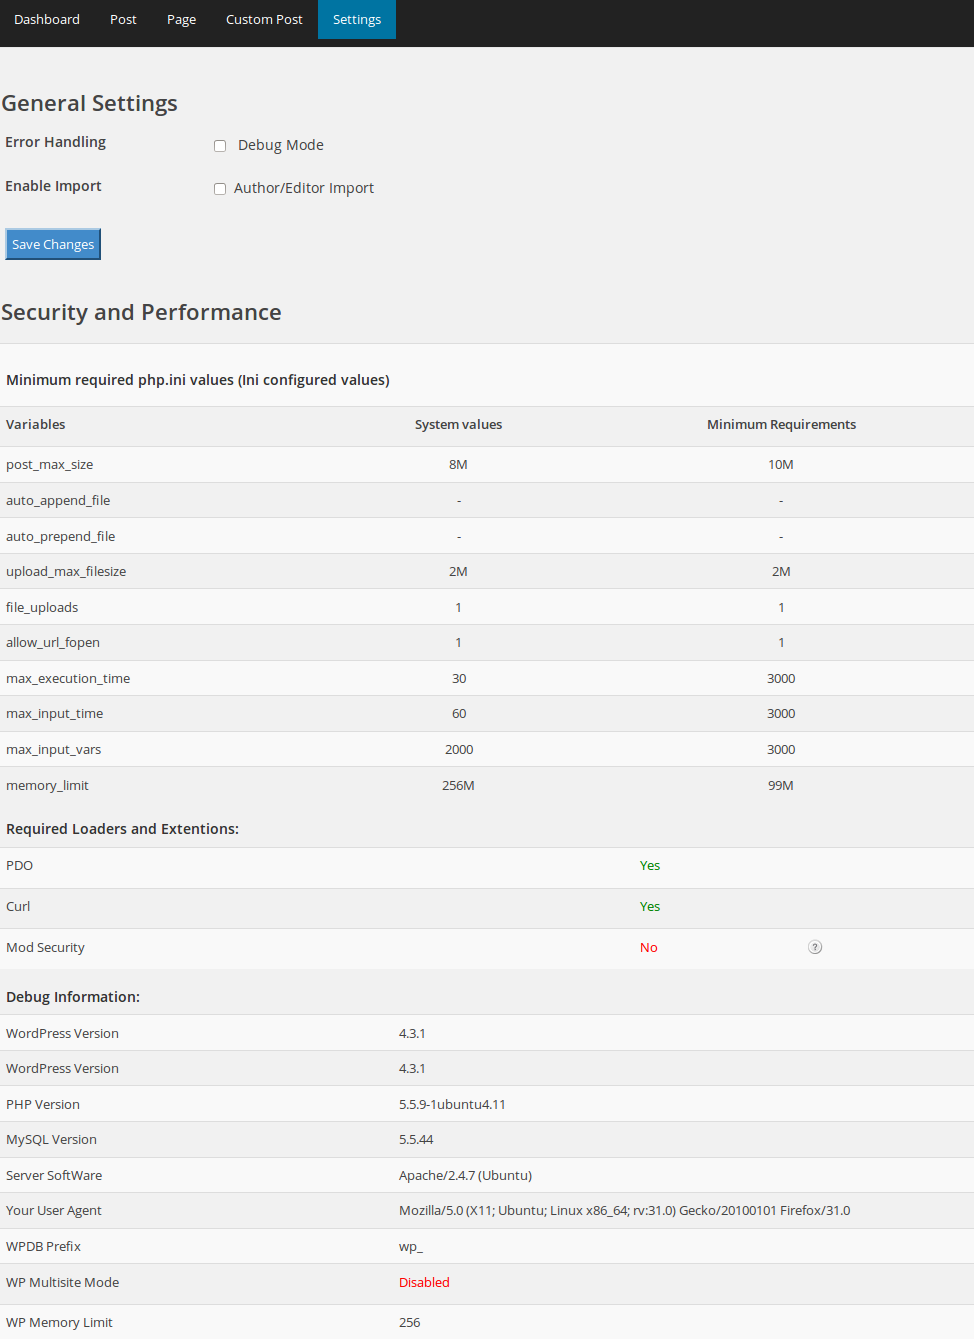 Dashboard Post Page Custom Post Settings
General Settings
Error Handling Debug Mode
Enable Import Author/Editor Import
Save Changes
Security and Performance
Minimum required php.ini values (Ini configured values)
Variables System values Minimum Requirements
post_max_size 8M 10M
auto_append_file - -
auto_prepend_file - -
upload_max_filesize 2M 2M
file_uploads 1 1
allow_url_fopen 1 1
max_execution_time 30 3000
max_input_time 60 3000
max_input_vars 2000 3000
memory_limit 256M 99M
Required Loaders and Extentions:
PDO Yes
Curl Yes
Mod Security No ?
Debug Information:
WordPress Version 4.3.1
WordPress Version 4.3.1
PHP Version 5.5.9-1ubuntu4.11
MySQL Version 5.5.44
Server SoftWare Apache/2.4.7 (Ubuntu)
Your User Agent Mozilla/5.0 (X11; Ubuntu; Linux x86_64; rv:31.0) Gecko/20100101 Firefox/31.0
WPDB Prefix wp_
WP Multisite Mode Disabled
WP Memory Limit 256